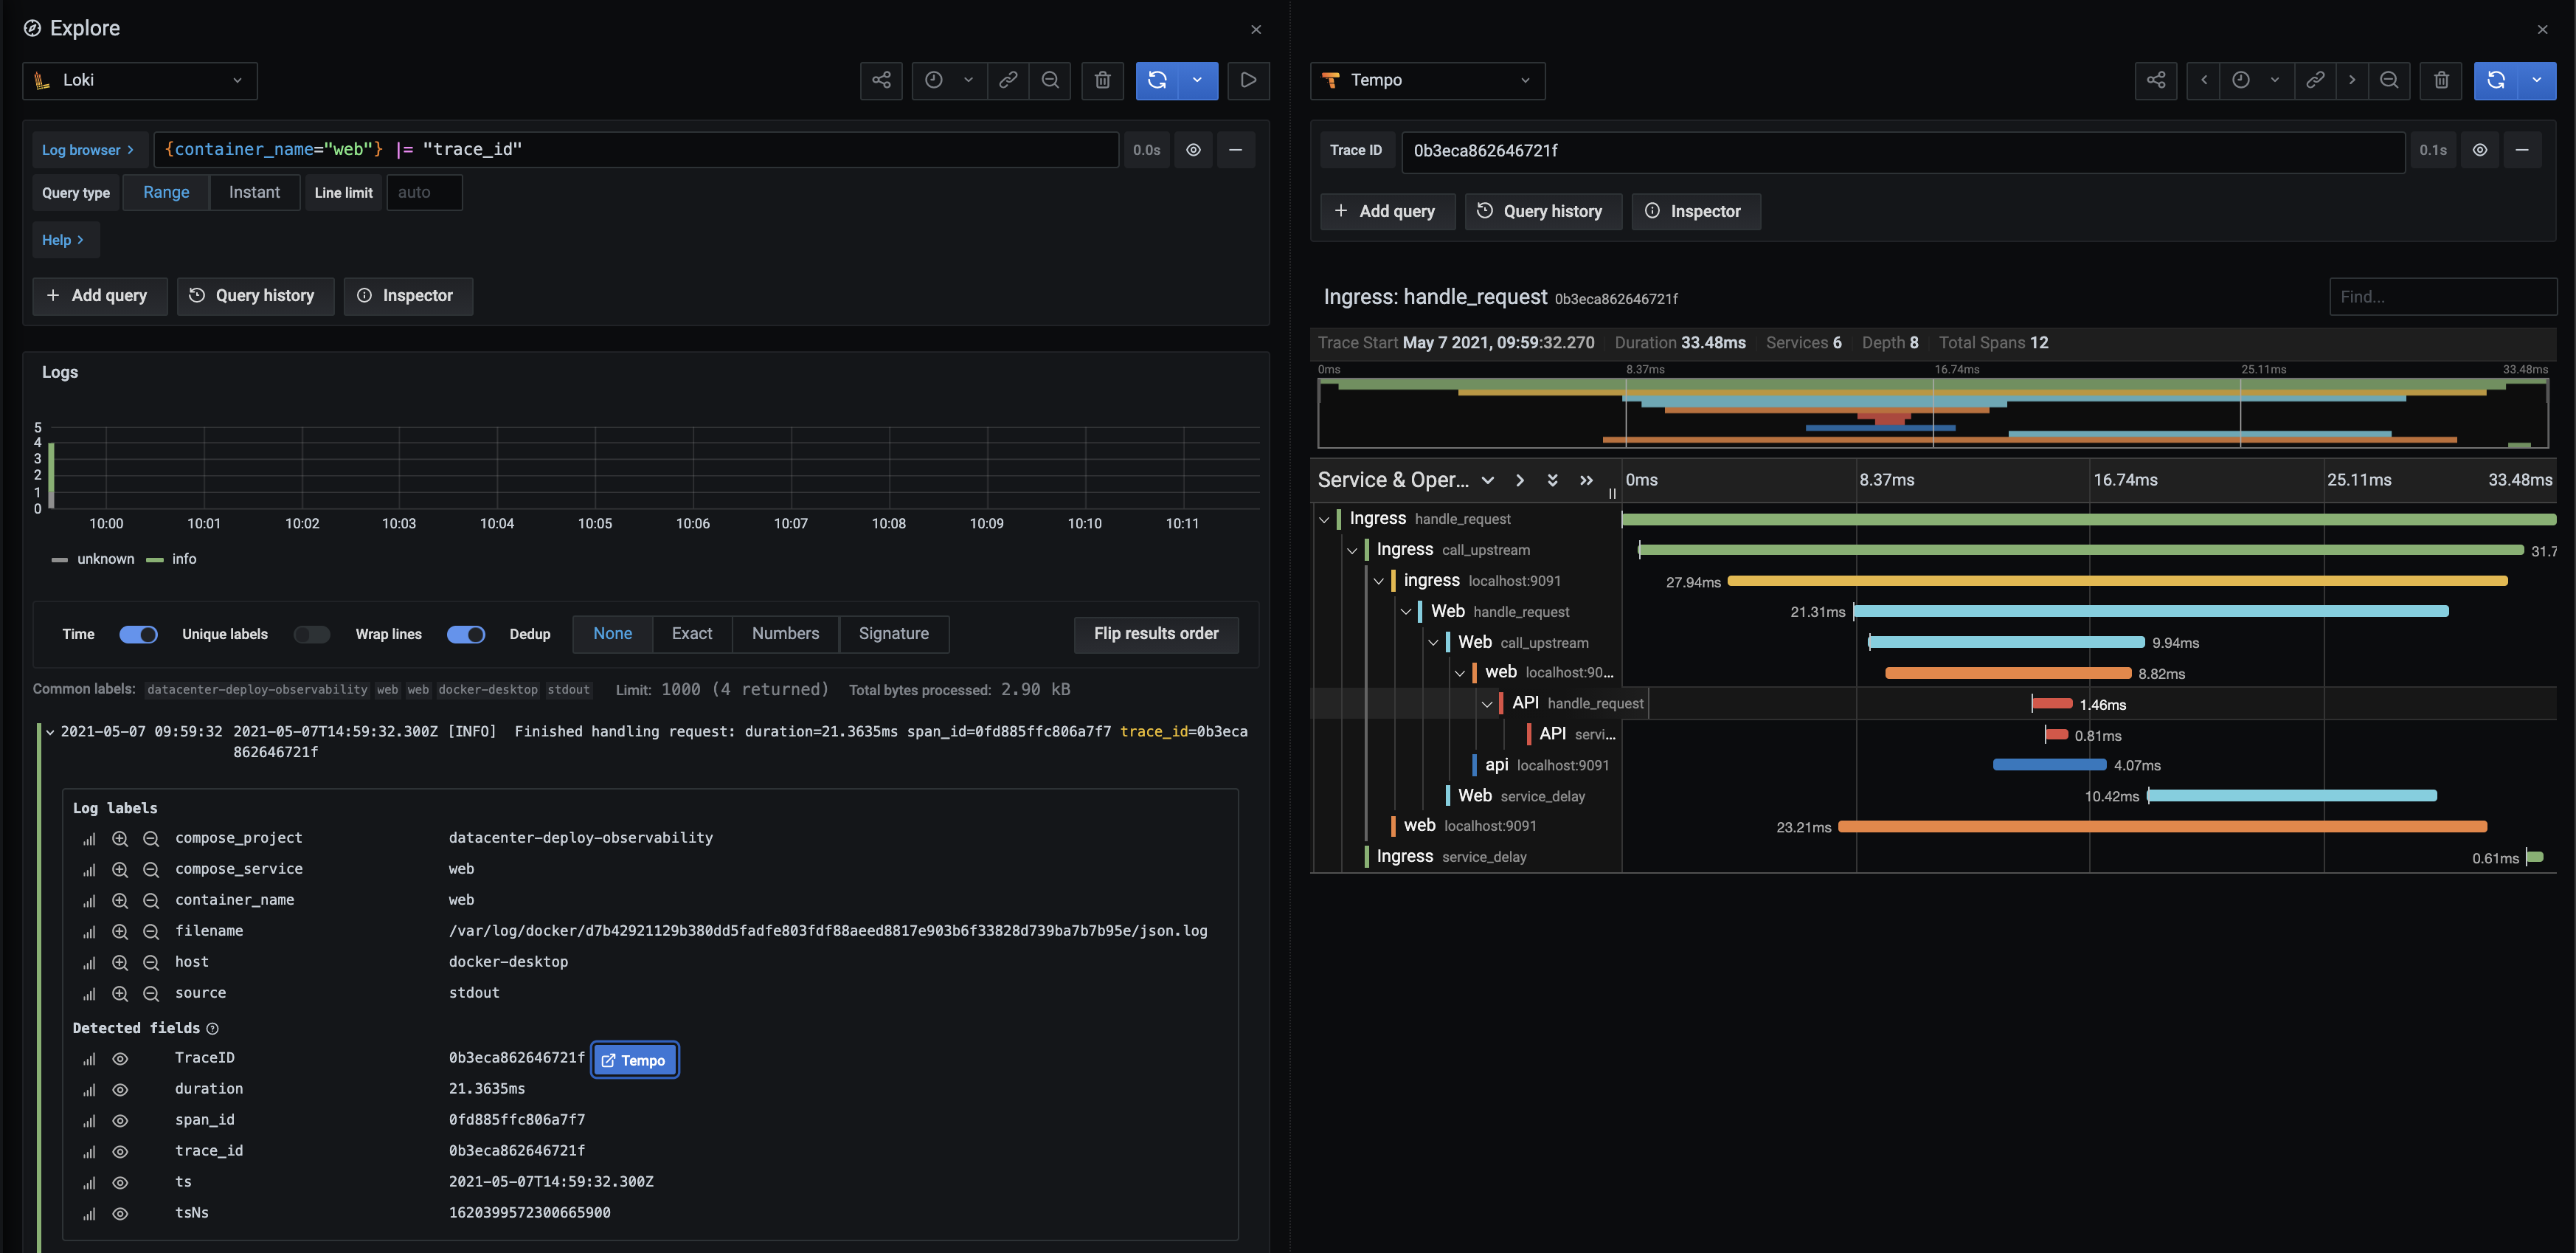 Explore
Loki
Log browser >
{container_name="web"} |= "trace_id"
0.0s
Query type Range Instant Line limit auto
Help >
+ Add query Query history Inspector
Logs
5
4
3
2
1
0
10:00 10:01 10:02 10:03 10:04 10:05 10:06 10:07 10:08 10:09 10:10 10:11
unknown info
Time Unique labels Wrap lines Dedup None Exact Numbers Signature Flip results order
Common labels: datacenter-deploy-observability web web docker-desktop stdout Limit: 1000 (4 returned) Total bytes processed: 2.90 kB
2021-05-07 09:59:32 2021-05-07T14:59:32.300Z [INFO] Finished handling request: duration=21.3635ms span_id=0fd885ffc806a7f7 trace_id=0b3eca
862646721f
Log labels
compose_project datacenter-deploy-observability
compose_service web
container_name web
filename /var/log/docker/d7b42921129b380dd5fadfe803fdf88aeed8817e903b6f33828d739ba7b7b95e/json.log
host docker-desktop
source stdout
Detected fields
TraceID 0b3eca862646721f Tempo
duration 21.3635ms
span_id 0fd885ffc806a7f7
trace_id 0b3eca862646721f
ts 2021-05-07T14:59:32.300Z
tsNs 1620399572300665900
Tempo
Trace ID 0b3eca862646721f 0.1s
+ Add query Query history Inspector
Ingress: handle_request 0b3eca862646721f
Find...
Trace Start May 7 2021, 09:59:32.270 Duration 33.48ms Services 6 Depth 8 Total Spans 12
0ms 8.37ms 16.74ms 25.11ms 33.48ms
Service & Oper... 0ms 8.37ms 16.74ms 25.11ms 33.48ms
Ingress handle_request
Ingress call_upstream 31.7
ingress localhost:9091 27.94ms
Web handle_request 21.31ms
Web call_upstream 9.94ms
web localhost:90... 8.82ms
API handle_request 1.46ms
API servi... 0.81ms
api localhost:9091 4.07ms
Web service_delay 10.42ms
web localhost:9091 23.21ms
Ingress service_delay 0.61ms